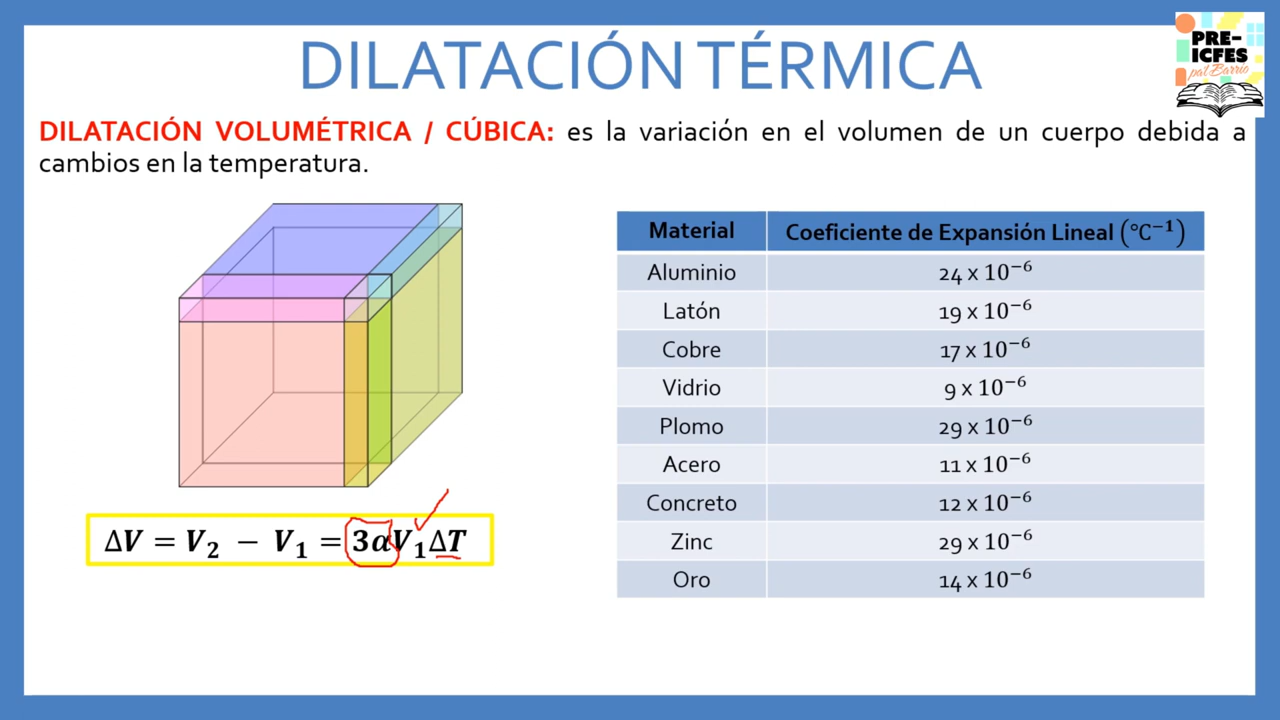 DILATACIÓN TÉRMICA
PRE-
ICFES
pal Barrio
DILATACIÓN VOLUMÉTRICA / CÚBICA: es la variación en el volumen de un cuerpo debida a
cambios en la temperatura.
Material Coeficiente de Expansión Lineal (°C⁻¹)
Aluminio 24 x 10⁻⁶
Latón 19 x 10⁻⁶
Cobre 17 x 10⁻⁶
Vidrio 9 x 10⁻⁶
Plomo 29 x 10⁻⁶
Acero 11 x 10⁻⁶
Concreto 12 x 10⁻⁶
Zinc 29 x 10⁻⁶
Oro 14 x 10⁻⁶
ΔV = V₂ − V₁ = 3αV₁ΔT